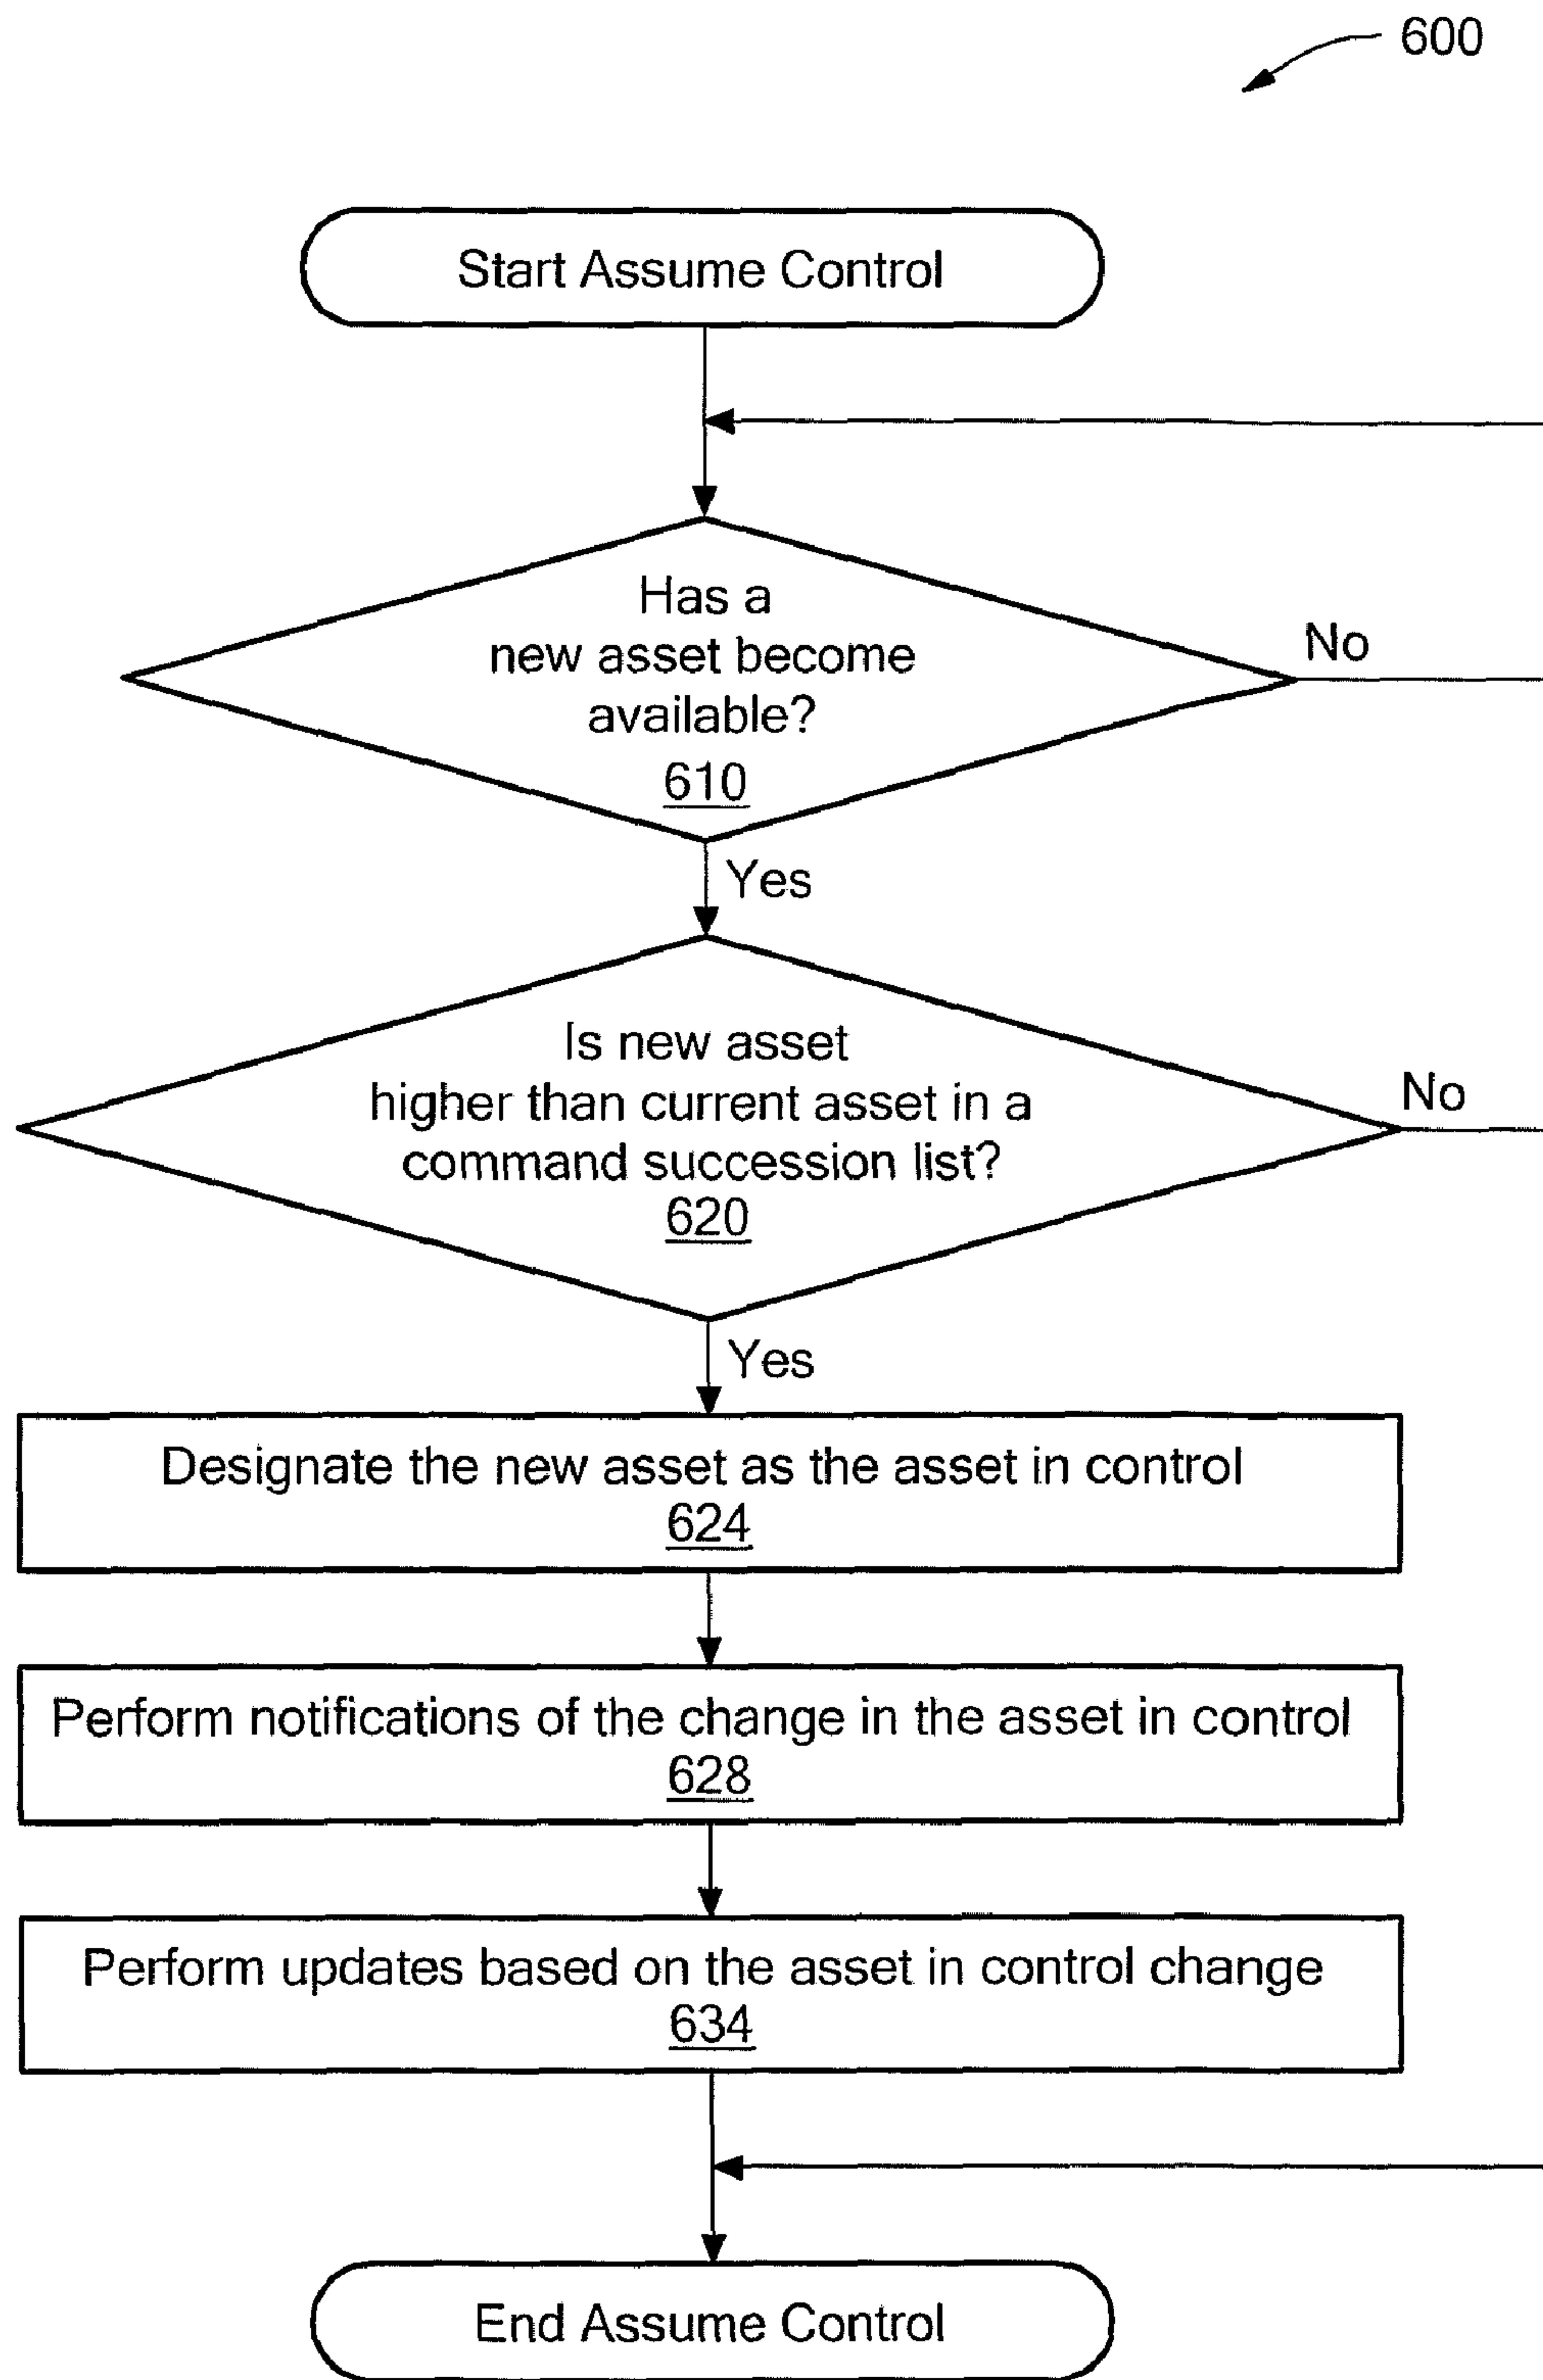 600
Start Assume Control
Has a
new asset become
available?
610
No
Yes
Is new asset
higher than current asset in a
command succession list?
620
No
Yes
Designate the new asset as the asset in control
624
Perform notifications of the change in the asset in control
628
Perform updates based on the asset in control change
634
End Assume Control